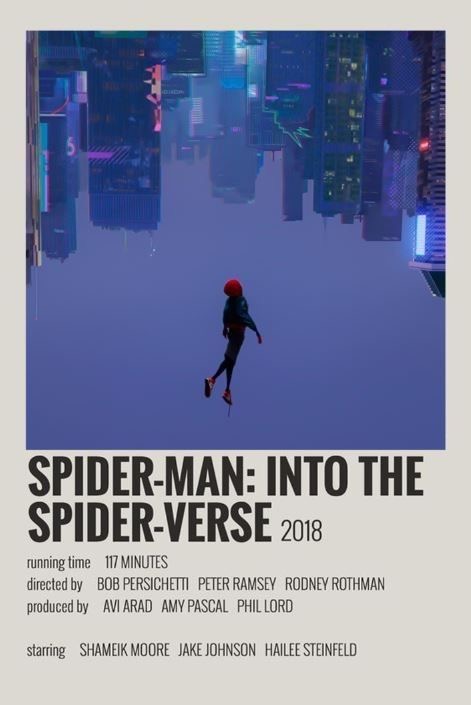 SPIDER-MAN: INTO THE
SPIDER-VERSE 2018
running time 117 MINUTES
directed by BOB PERSICHETTI PETER RAMSEY RODNEY ROTHMAN
produced by AVI ARAD AMY PASCAL PHIL LORD
starring SHAMEIK MOORE JAKE JOHNSON HAILEE STEINFELD